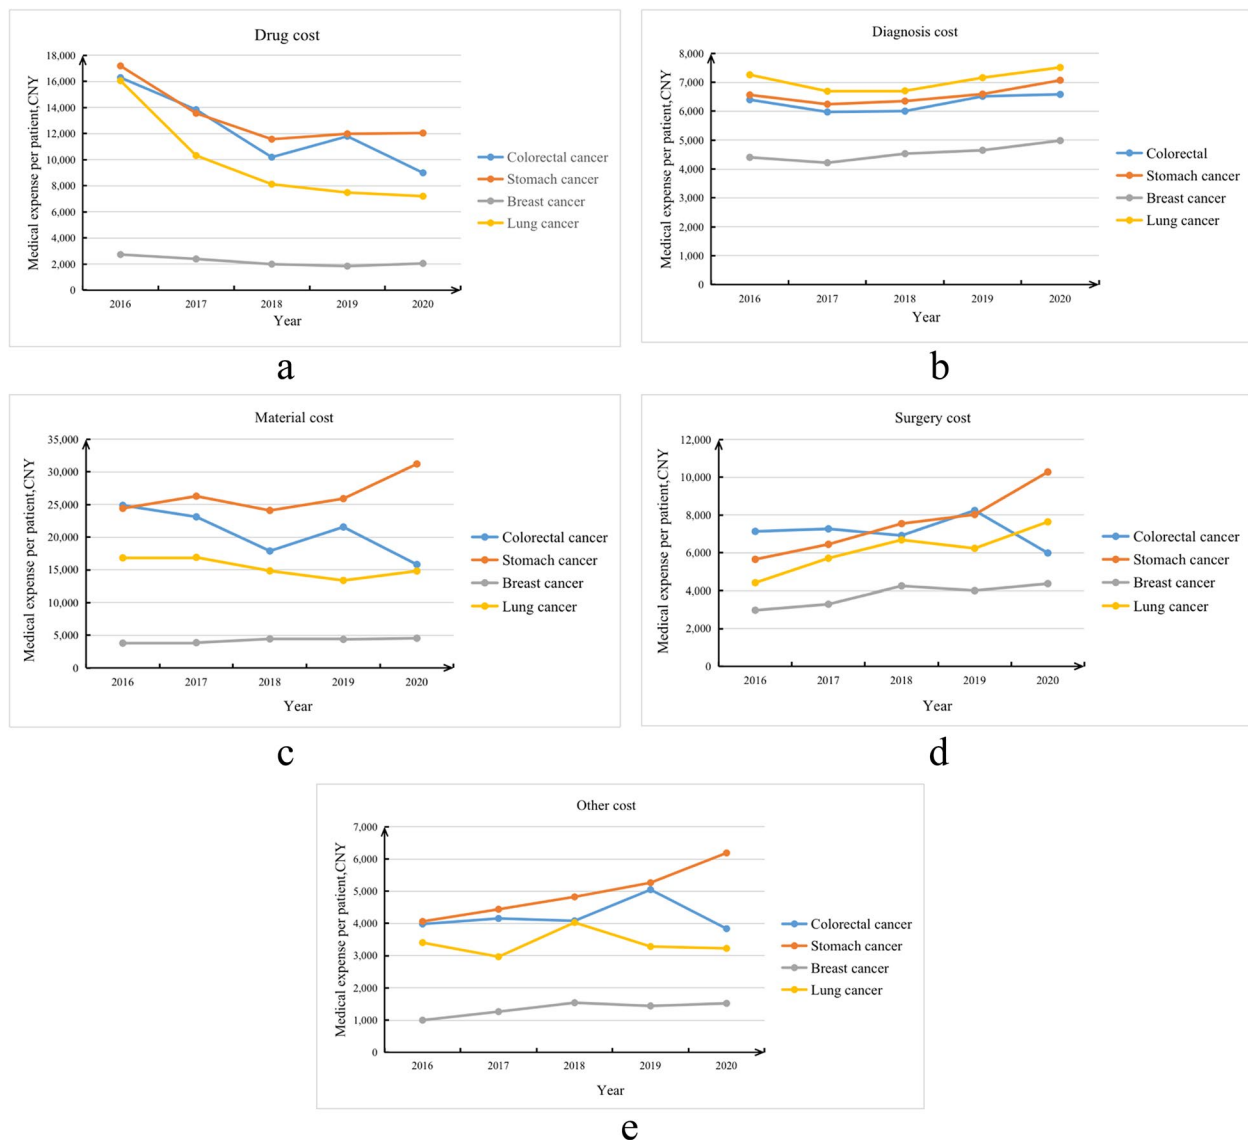 Drug cost
Medical expense per patient,CNY
18,000
16,000
14,000
12,000
10,000
8,000
6,000
4,000
2,000
0
2016 2017 2018 2019 2020
Year
Colorectal cancer
Stomach cancer
Breast cancer
Lung cancer
a
Diagnosis cost
Medical expense per patient,CNY
8,000
7,000
6,000
5,000
4,000
3,000
2,000
1,000
0
2016 2017 2018 2019 2020
Year
Colorectal
Stomach cancer
Breast cancer
Lung cancer
b
Material cost
Medical expense per patient,CNY
35,000
30,000
25,000
20,000
15,000
10,000
5,000
0
2016 2017 2018 2019 2020
Year
Colorectal cancer
Stomach cancer
Breast cancer
Lung cancer
c
Surgery cost
Medical expense per patient,CNY
12,000
10,000
8,000
6,000
4,000
2,000
0
2016 2017 2018 2019 2020
Year
Colorectal cancer
Stomach cancer
Breast cancer
Lung cancer
d
Other cost
Medical expense per patient,CNY
7,000
6,000
5,000
4,000
3,000
2,000
1,000
0
2016 2017 2018 2019 2020
Year
Colorectal cancer
Stomach cancer
Breast cancer
Lung cancer
e